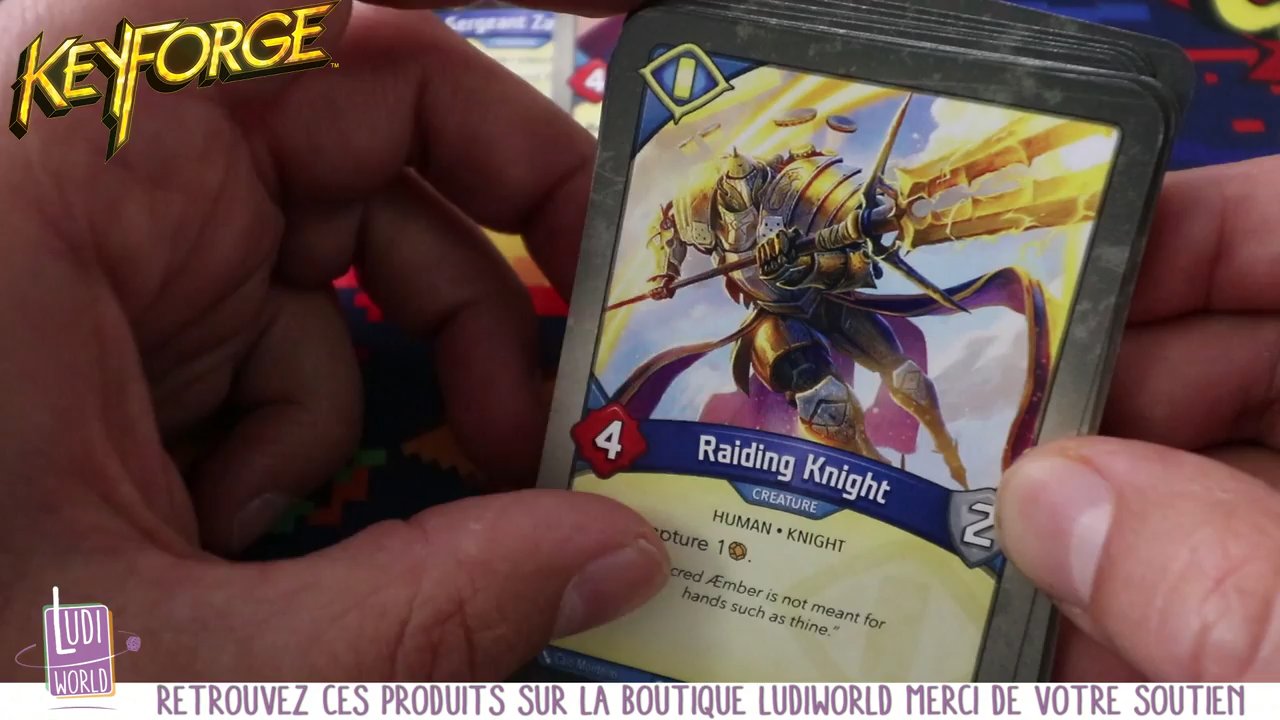 KEYFORGE
Sergeant Za
4
4
Raiding Knight
CREATURE
2
HUMAN • KNIGHT
pture 1.
cred Æmber is not meant for
hands such as thine."
LUDI
WORLD
RETROUVEZ CES PRODUITS SUR LA BOUTIQUE LUDIWORLD MERCI DE VOTRE SOUTIEN